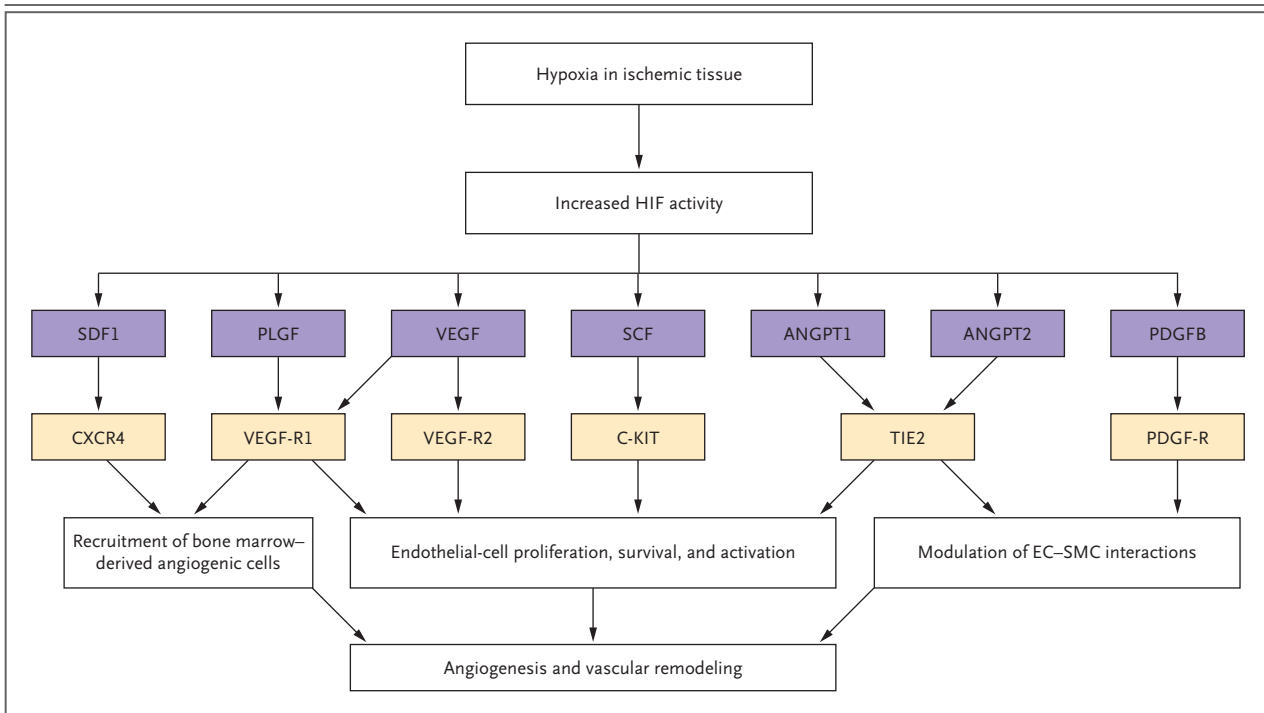 Hypoxia in ischemic tissue
Increased HIF activity
SDF1
PLGF
VEGF
SCF
ANGPT1
ANGPT2
PDGFB
CXCR4
VEGF-R1
VEGF-R2
C-KIT
TIE2
PDGF-R
Recruitment of bone marrow–
derived angiogenic cells
Endothelial-cell proliferation, survival, and activation
Modulation of EC–SMC interactions
Angiogenesis and vascular remodeling